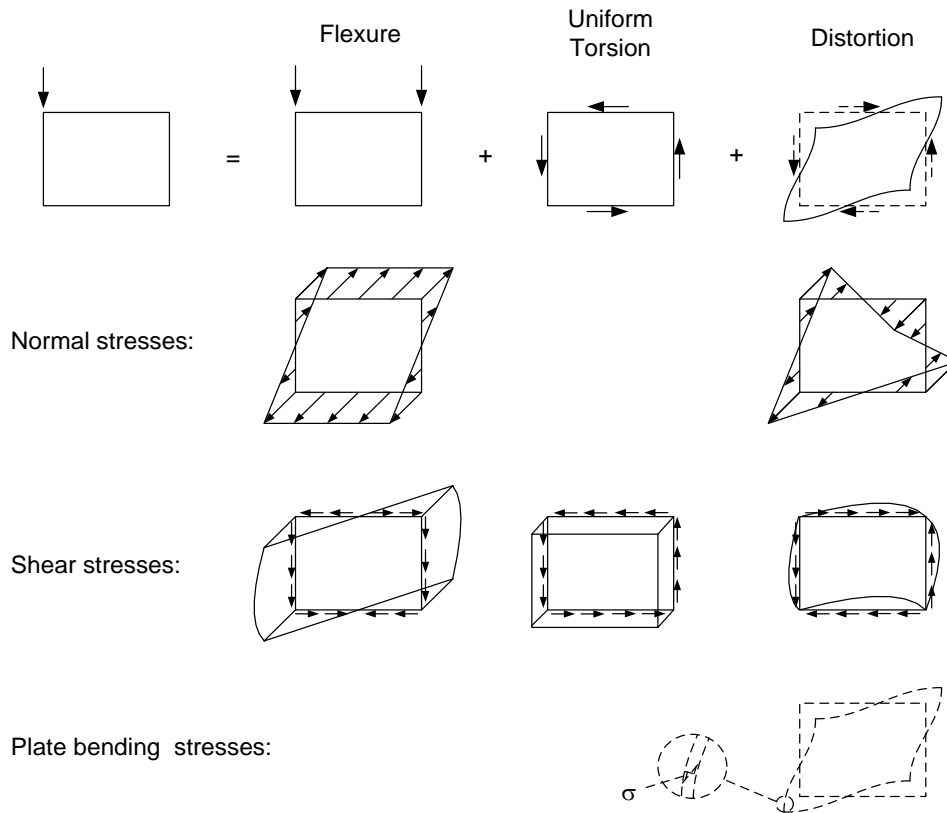 Flexure
Uniform
Torsion
Distortion
= + +
Normal stresses:
Shear stresses:
Plate bending stresses:
σ